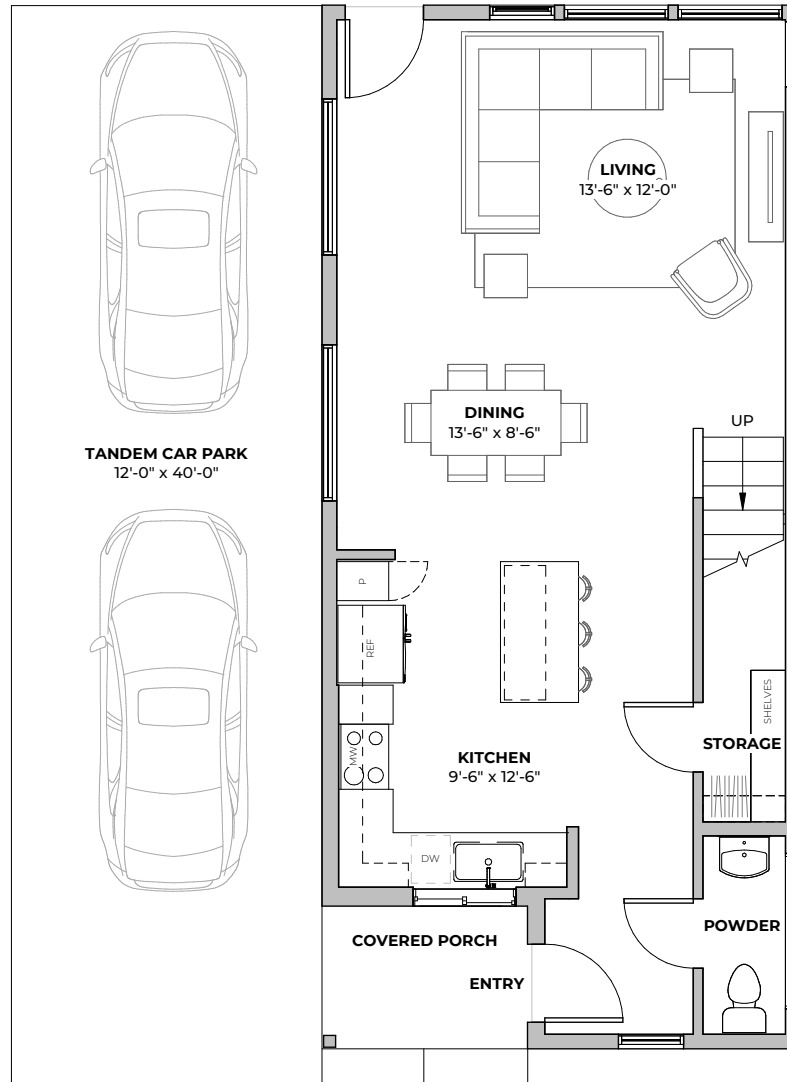 LIVING
13'-6" x 12'-0"
DINING
13'-6" x 8'-6"
UP
TANDEM CAR PARK
12'-0" x 40'-0"
P
REF
SHELVES
STORAGE
MW
KITCHEN
9'-6" x 12'-6"
DW
POWDER
COVERED PORCH
ENTRY